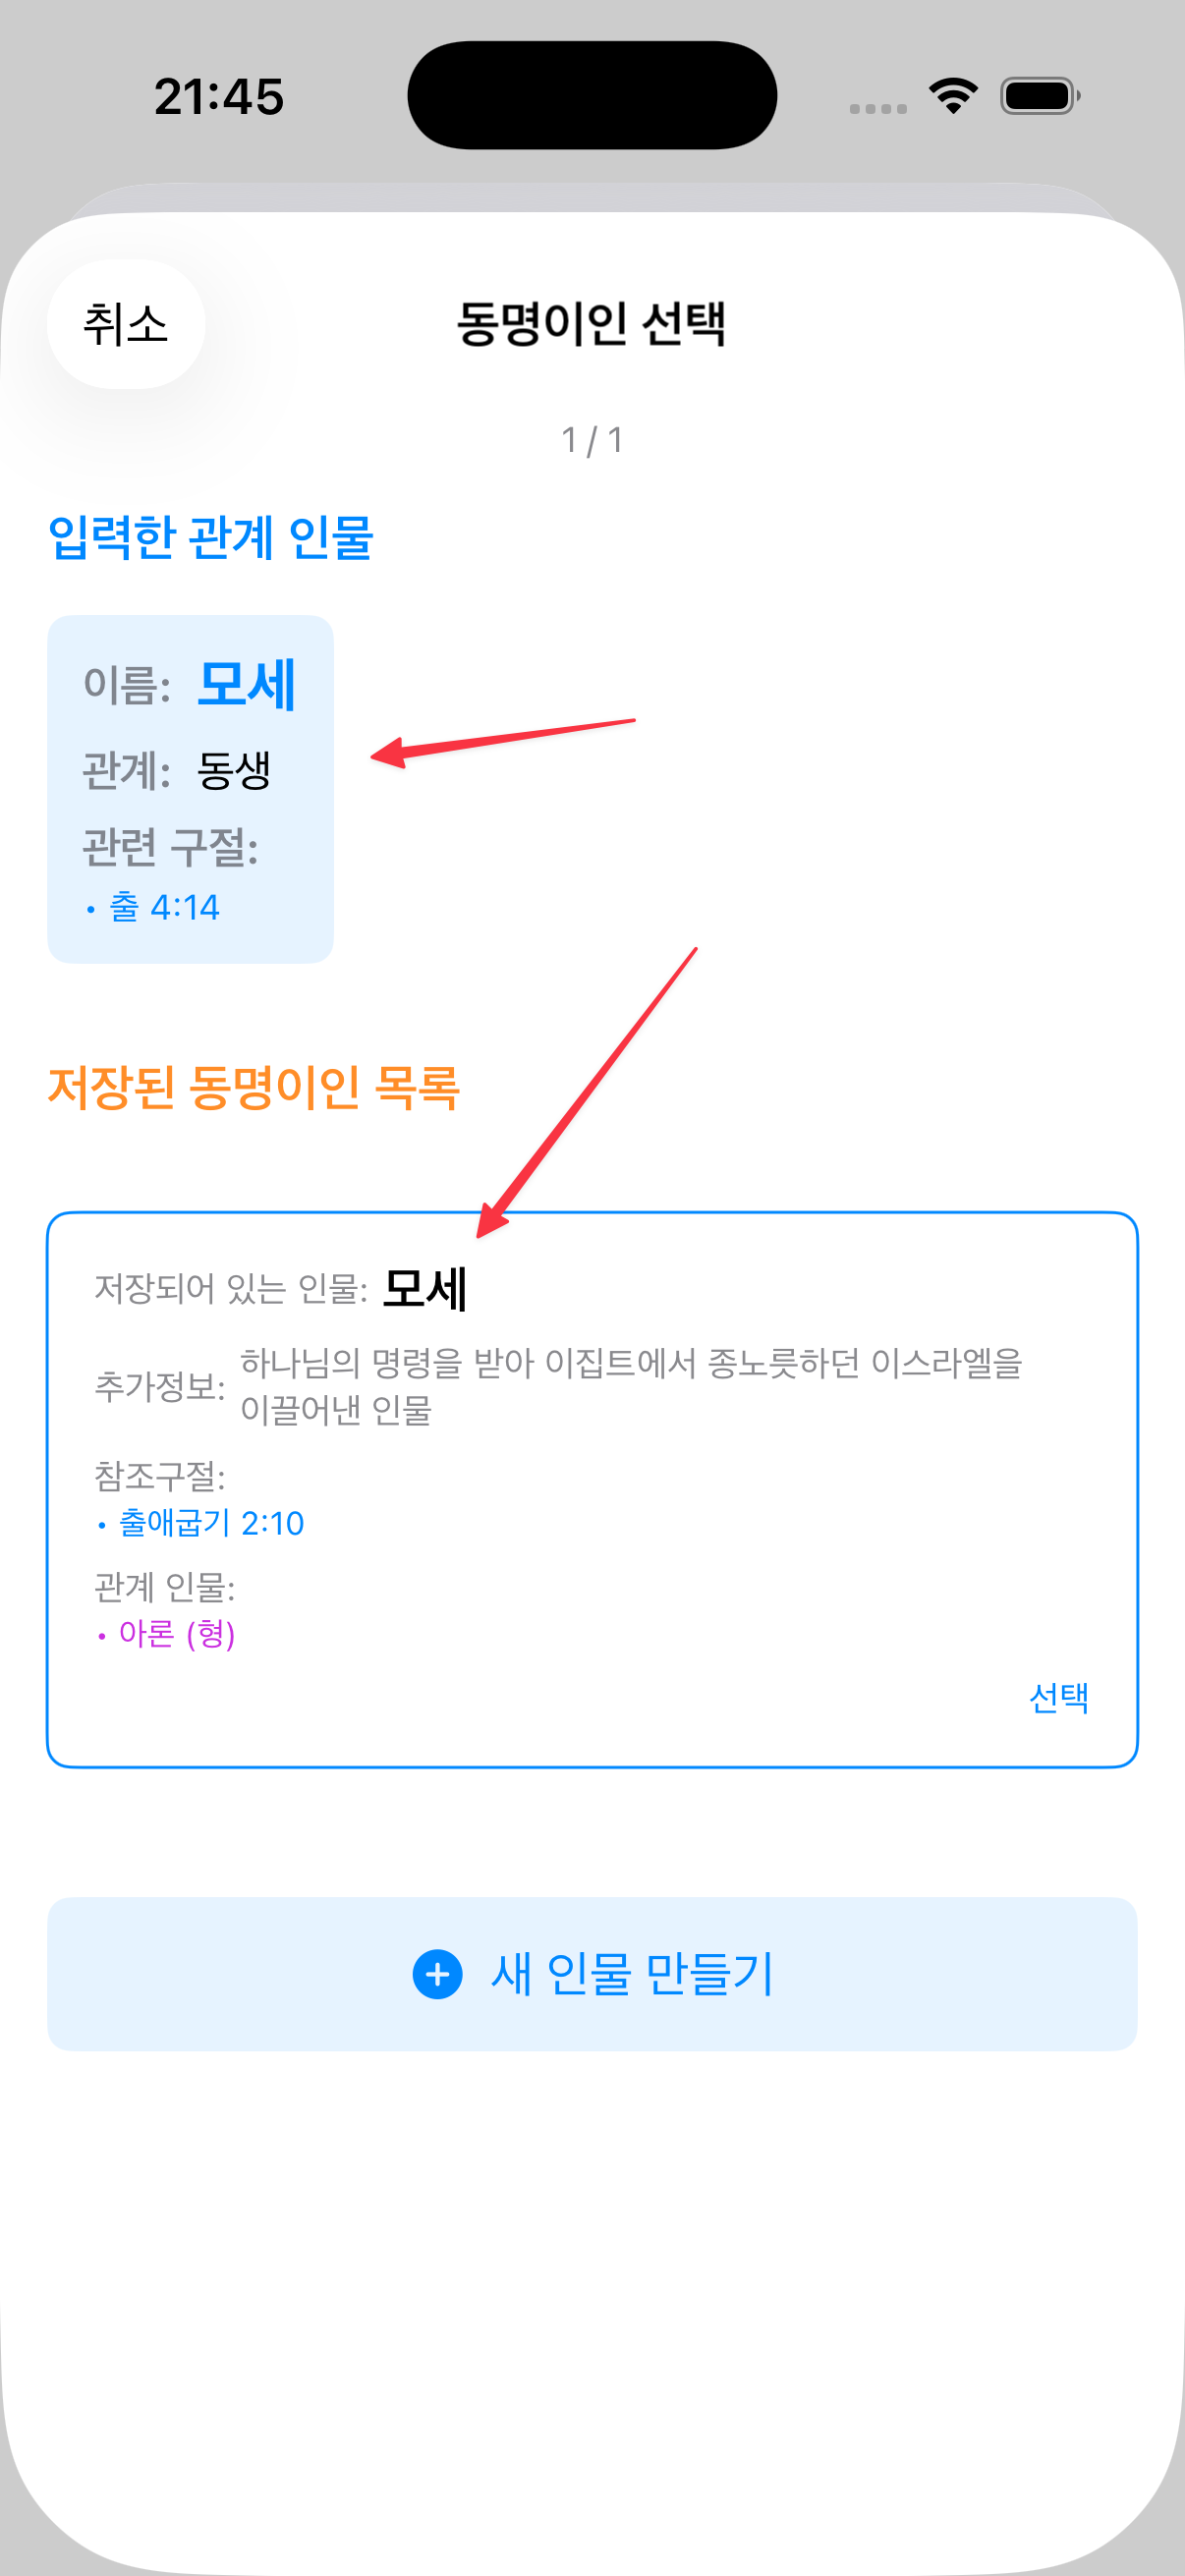 21:45
취소
동명이인 선택
1 / 1
입력한 관계 인물
이름: 모세
관계: 동생
관련 구절:
• 출 4:14
저장된 동명이인 목록
저장되어 있는 인물: 모세
추가정보: 하나님의 명령을 받아 이집트에서 종노릇하던 이스라엘을
이끌어낸 인물
참조구절:
• 출애굽기 2:10
관계 인물:
• 아론 (형)
선택
새 인물 만들기